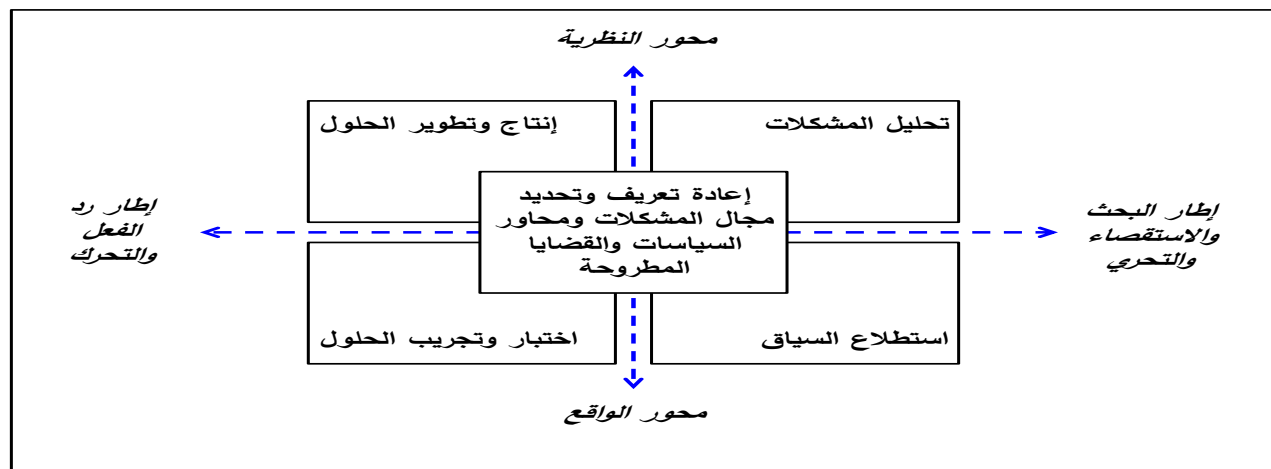 محور النظرية
تحليل المشكلات
إنتاج وتطوير الحلول
إطار البحث
والاستقصاء
والتحري
إعادة تعريف وتحديد
مجال المشكلات ومحاور
السياسات والقضايا
المطروحة
إطار رد
الفعل
والتحرك
استطلاع السياق
اختبار وتجريب الحلول
محور الواقع